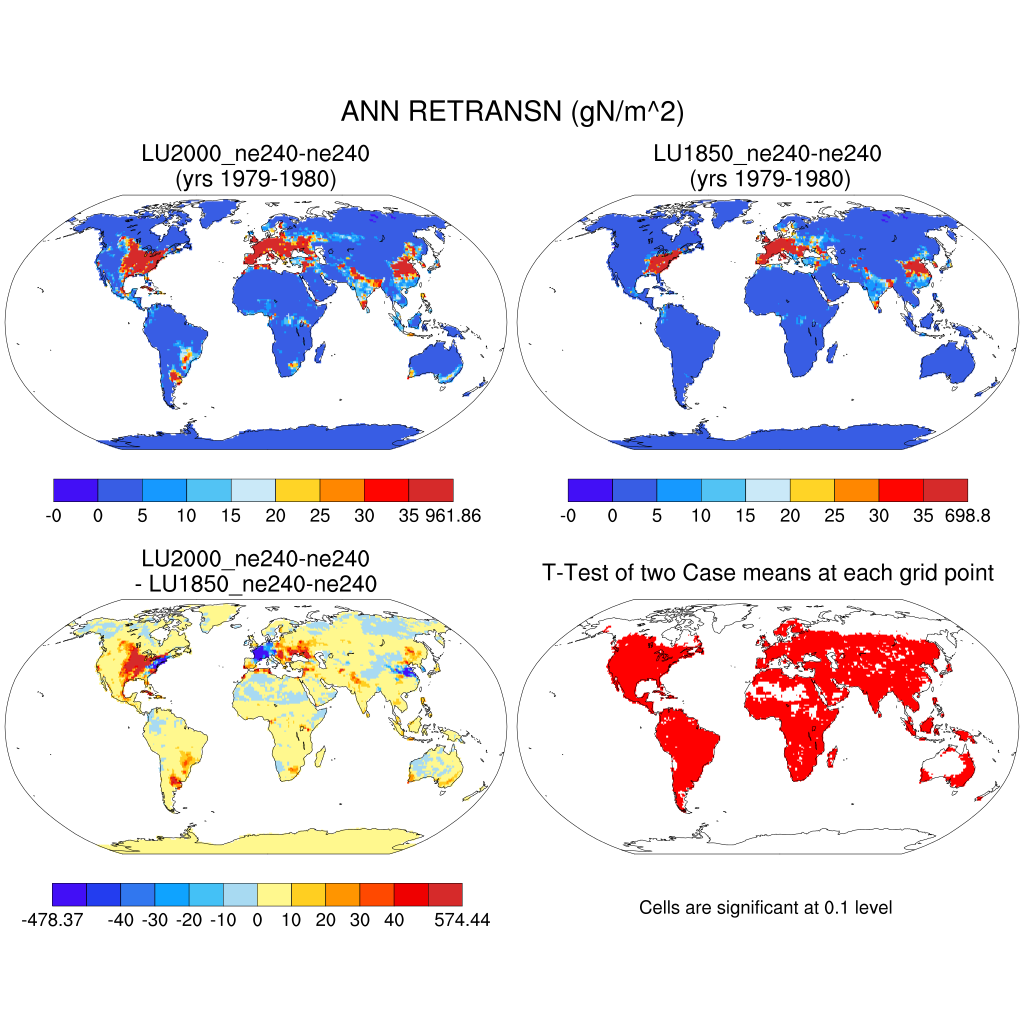 ANN RETRANSN (gN/m^2)
LU2000_ne240-ne240
(yrs 1979-1980)
LU1850_ne240-ne240
(yrs 1979-1980)
-0 0 5 10 15 20 25 30 35 961.86
-0 0 5 10 15 20 25 30 35 698.8
LU2000_ne240-ne240
- LU1850_ne240-ne240
T-Test of two Case means at each grid point
-478.37 -40 -30 -20 -10 0 10 20 30 40 574.44
Cells are significant at 0.1 level